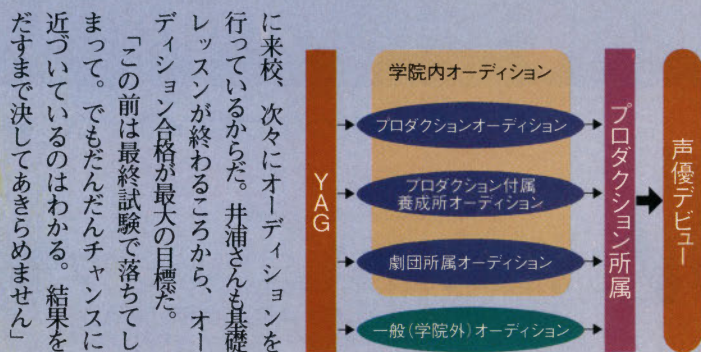 に来校、次々にオーディションを
行っているからだ。井浦さんも基礎
レッスンが終わるころから、オー
ディション合格が最大の目標だ。
「この前は最終試験で落ちてし
まって。でもだんだんチャンスに
近づいているのはわかる。結果を
だすまで決してあきらめません」
YAG
学院内オーディション
プロダクションオーディション
プロダクション付属
養成所オーディション
劇団所属オーディション
一般(学院外)オーディション
プロダクション所属
声優デビュー